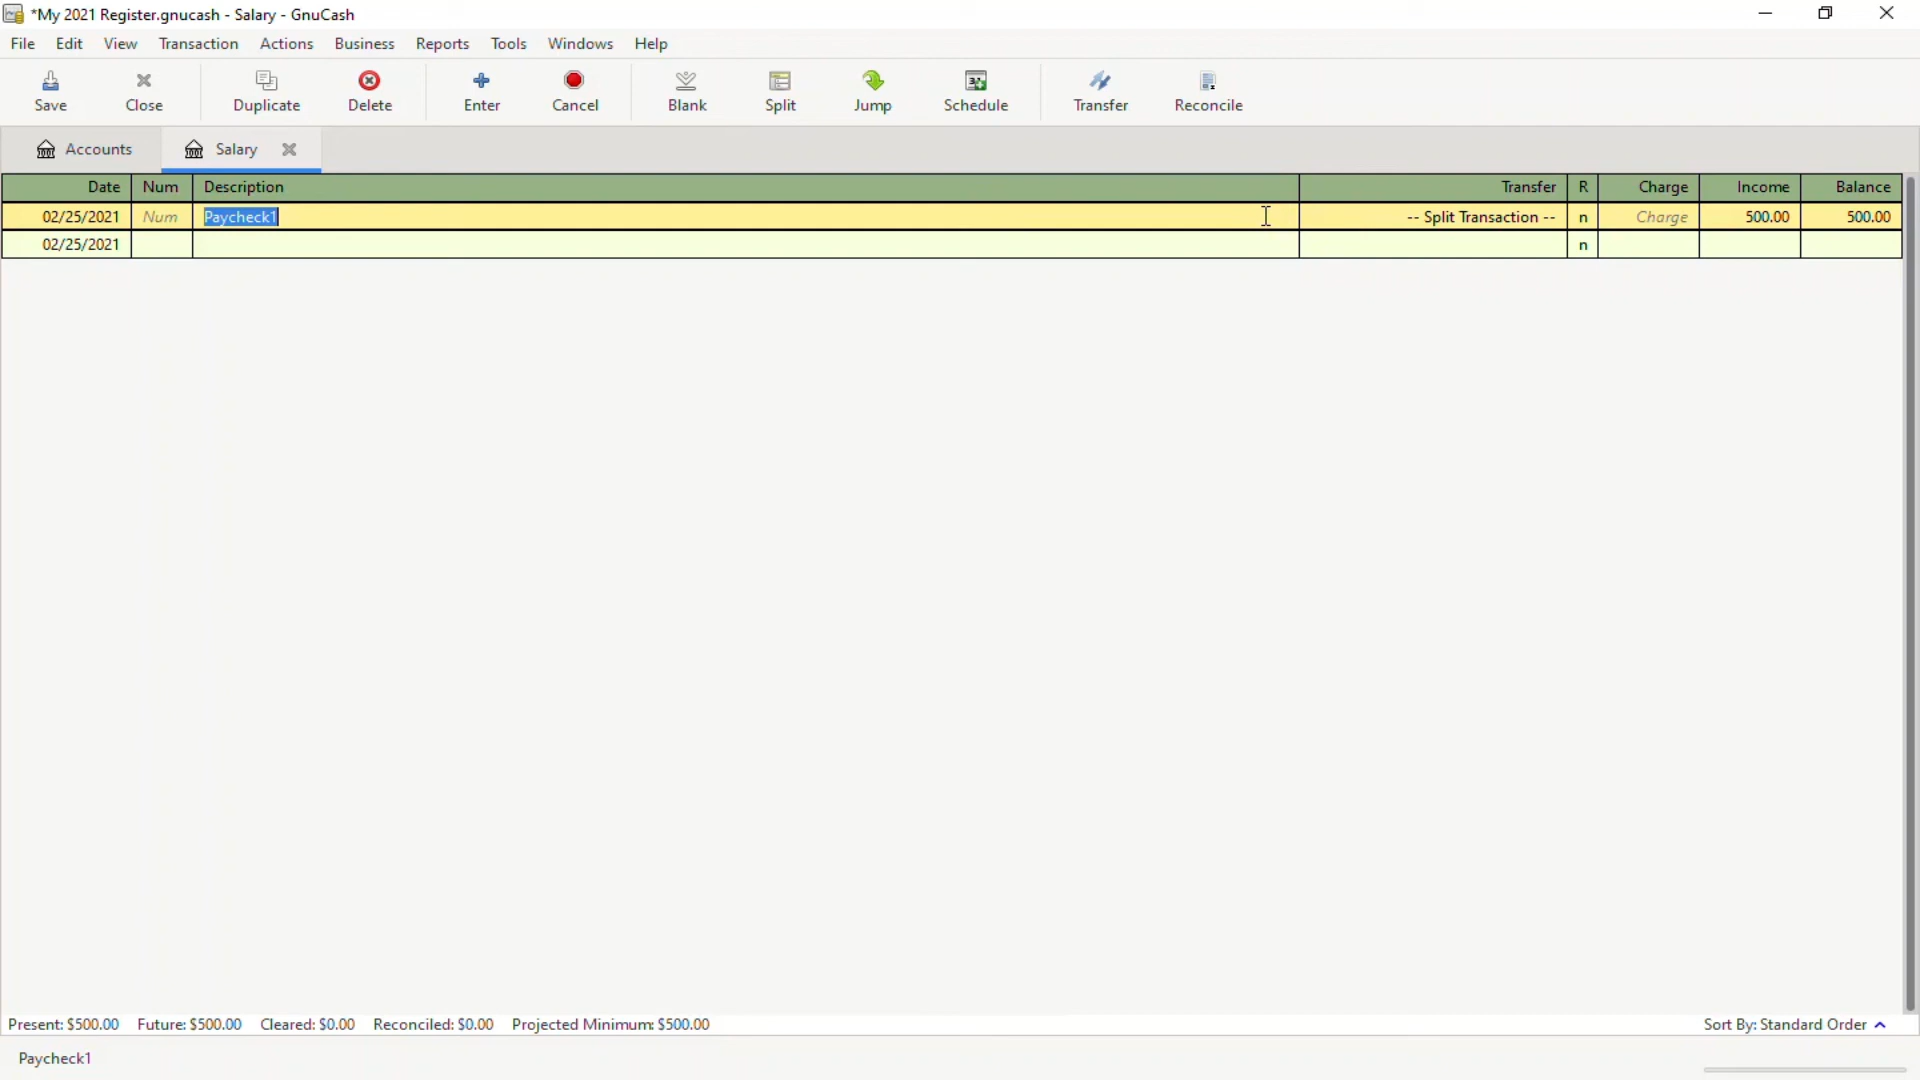 *My 2021 Register.gnucash - Salary - GnuCash
File Edit View Transaction Actions Business Reports Tools Windows Help
Save Close Duplicate Delete Enter Cancel Blank Split Jump Schedule Transfer Reconcile
Accounts Salary
Date Num Description Transfer R Charge Income Balance
02/25/2021 Num Paycheck1 -- Split Transaction -- n Charge 500.00 500.00
02/25/2021 n
Present: $500.00 Future: $500.00 Cleared: $0.00 Reconciled: $0.00 Projected Minimum: $500.00 Sort By: Standard Order
Paycheck1